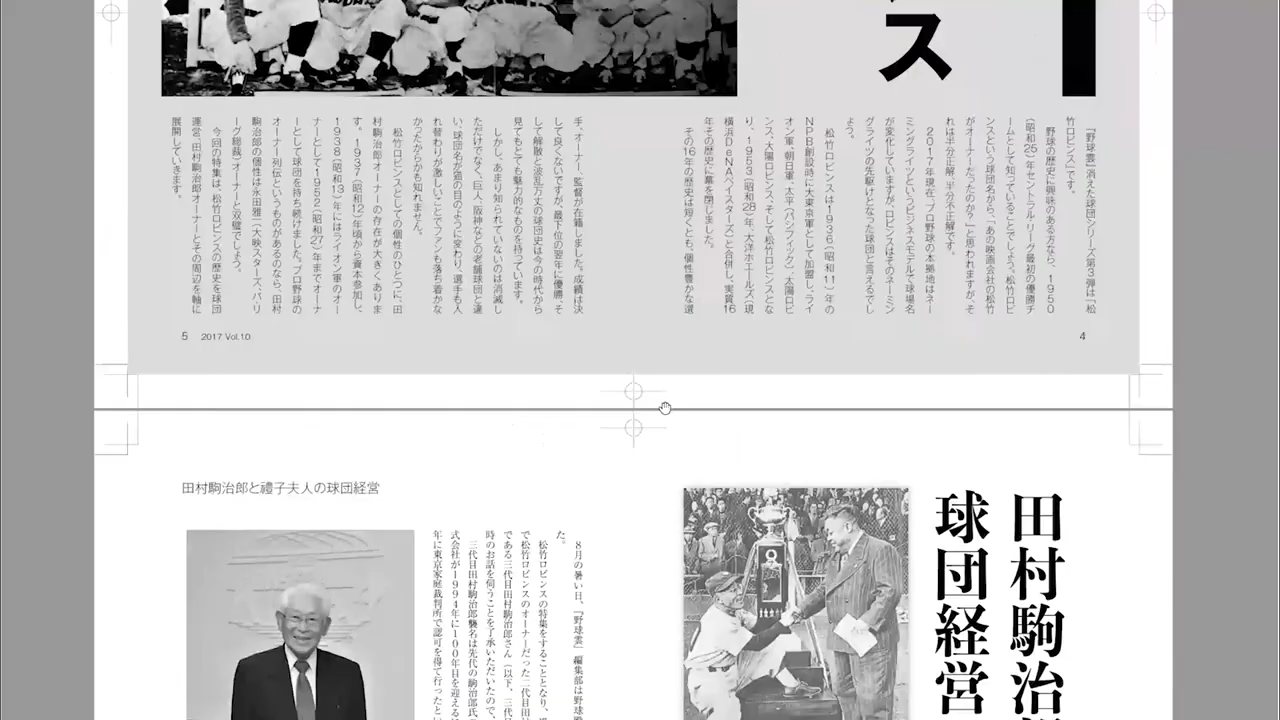 ス
『野球雲』消えた球団シリーズ第3弾は『松
竹ロビンス』です。
野球の歴史に興味のある方なら、1950
（昭和25）年セントラル・リーグ最初の優勝チ
ームとして知っていることでしょう。松竹ロビ
ンスという球団名から、「あの映画会社の松竹
がオーナーだったのか？」と思われますが、そ
れは半分正解、半分不正解です。
2017年現在、プロ野球の本拠地はネー
ミングライツというビジネスモデルで球場名
が変化していますが、ロビンスはそのネーミン
グライツの先駆けとなった球団と言えるでし
ょう。
松竹ロビンスは1936（昭和11）年の
NPB創設時に大東京軍として加盟し、ライ
オン軍、朝日軍、太平（パシフィック）、太陽ロビ
ンス、大陽ロビンス、そして松竹ロビンスとな
り、1953（昭和28）年、大洋ホエールズ（現
横浜DeNAベイスターズ）と合併し、実質16
年その歴史に幕を閉じました。
その16年の歴史は短くとも、個性豊かな選
手、オーナー、監督が在籍しました。成績は決
して良くないですが、最下位の翌年に優勝、そ
して解散と波乱万丈の球団史は今の時代から
見てもとても魅力的なものを持っています。
しかし、あまり知られていないのは消滅し
ただけでなく、巨人、阪神などの老舗球団と違
い、球団名が猫の目のように変わり、選手も入
れ替わりが激しいことでファンも落ち着かな
かったからかも知れません。
松竹ロビンスとしての個性のひとつに、田
村駒治郎オーナーの存在が大きくありま
す。1937（昭和12）年頃から資本参加し、
1938（昭和13）年にはライオン軍のオー
ナーとして1952（昭和27）年までオーナ
ーとして球団を持ち続けました。プロ野球の
オーナー列伝というものがあるのなら、田村
駒治郎の個性は永田雅一（大映スターズ、パ・リ
ーグ総裁）オーナーと双璧でしょう。
今回の特集は、松竹ロビンスの歴史を球団
運営、田村駒治郎オーナーとその周辺を軸に
展開していきます。
5 2017 Vol.10
4
田村駒治
球団経営
田村駒治郎と禮子夫人の球団経営
8月の暑い日、『野球雲』編集部は野球殿
た。
松竹ロビンスの特集をすることとなり、
で松竹ロビンスのオーナーだった二代目田
である三代目田村駒治郎さん（以下、三代
時のお話を伺うことを了承いただいたので、
三代目田村駒治郎襲名は先代の駒治郎氏
式会社が1994年に100年目を迎える
年に東京家庭裁判所で認可を得て行ったと